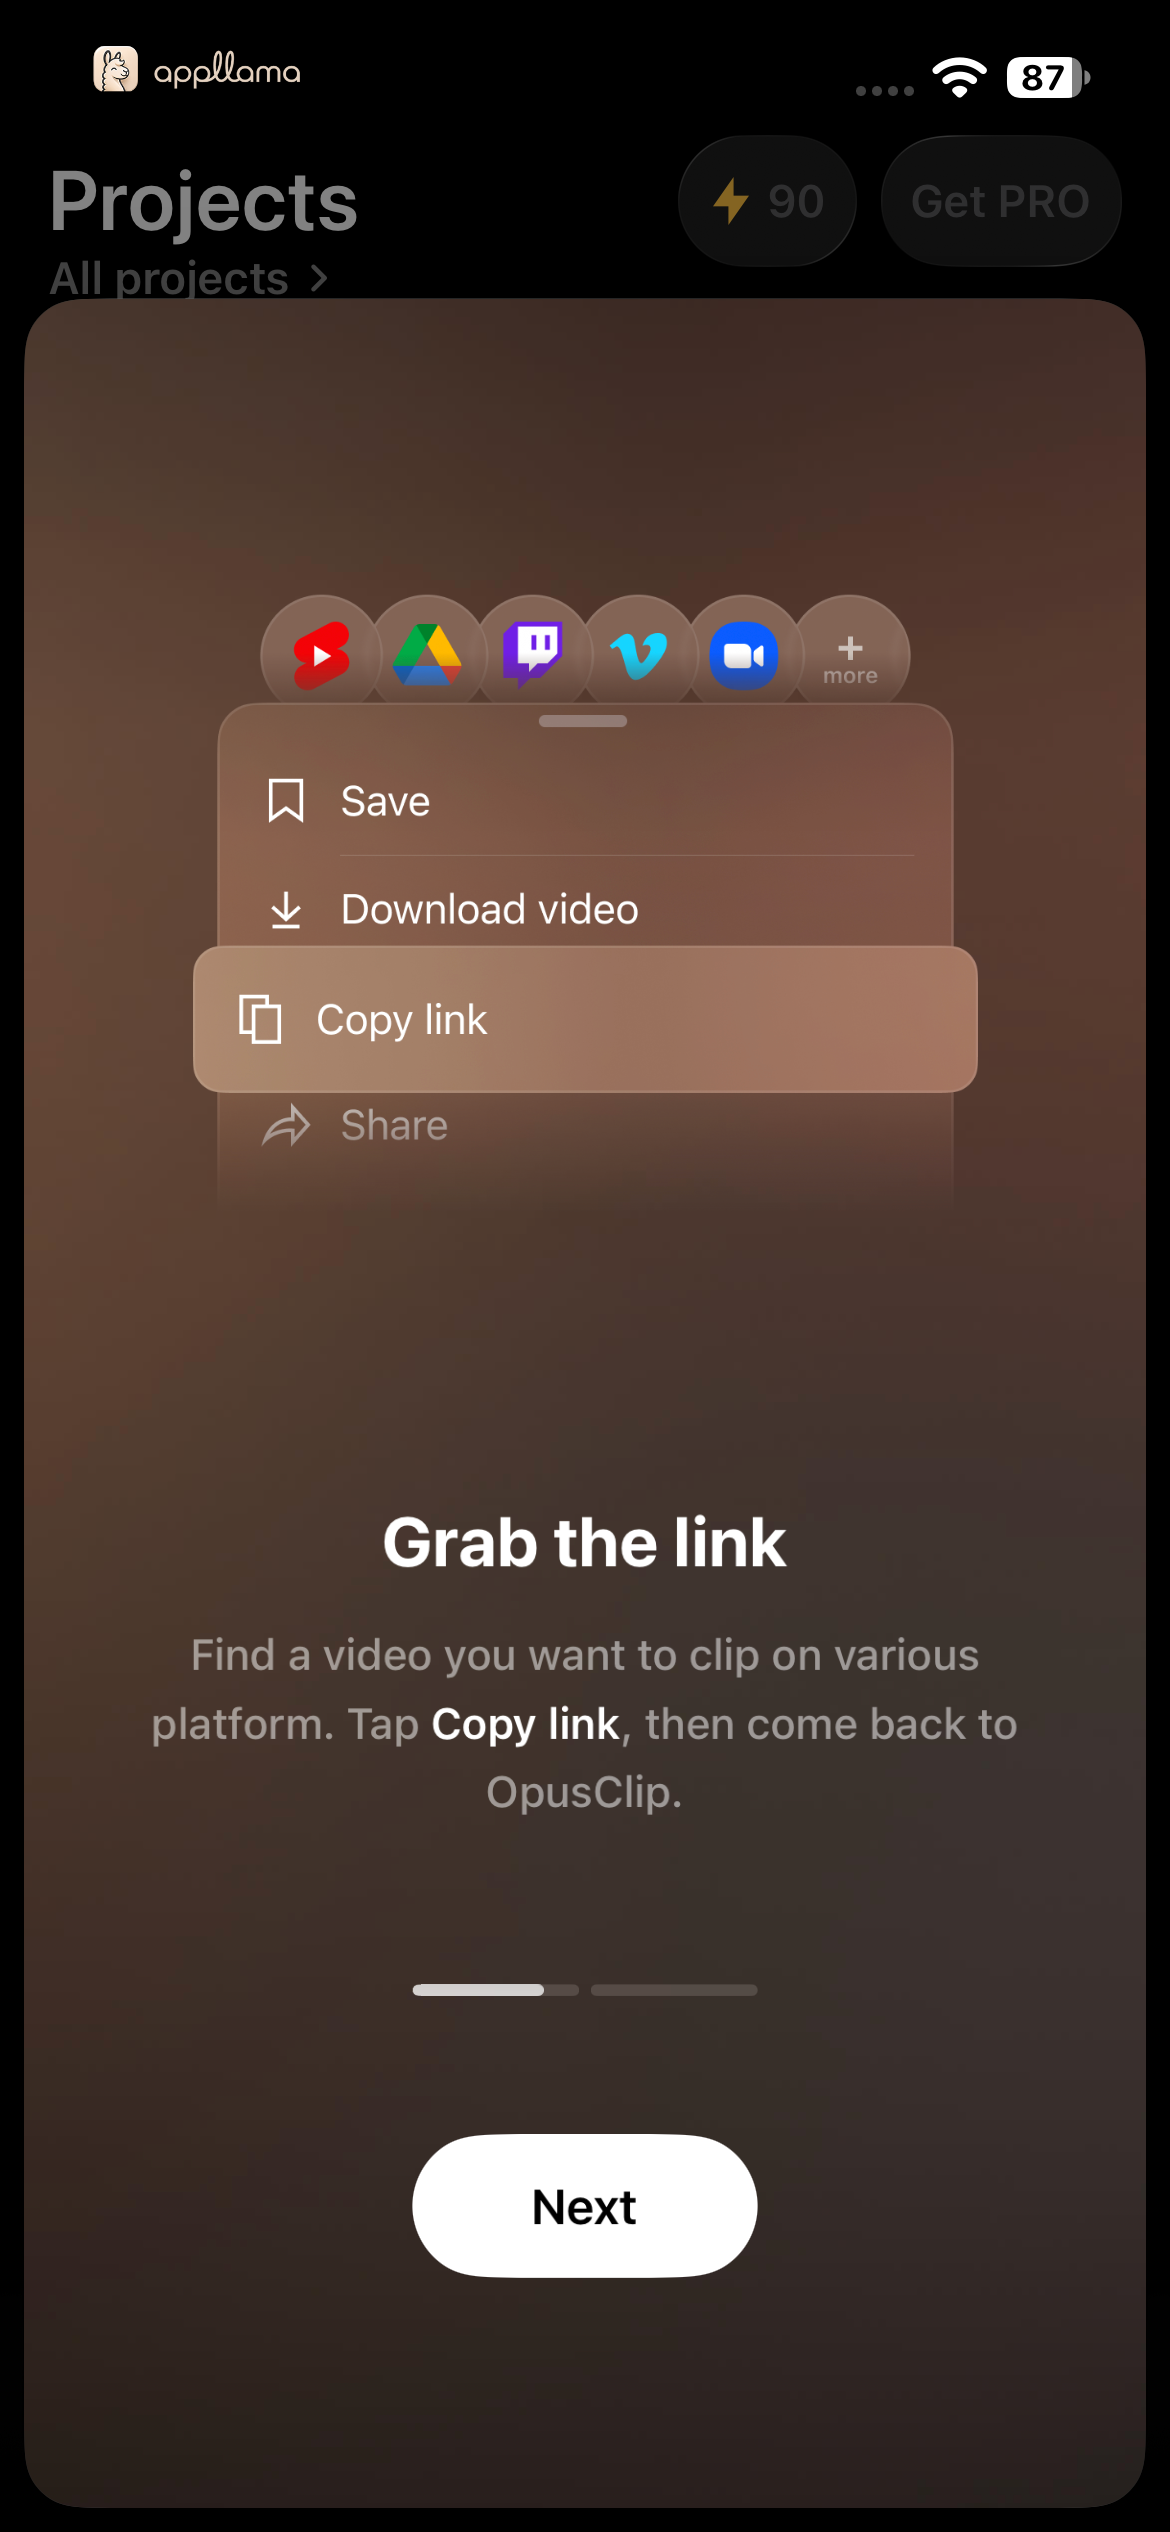 appllama
87
Projects
90
Get PRO
All projects >
+
more
Save
Download video
Copy link
Share
Grab the link
Find a video you want to clip on various
platform. Tap Copy link, then come back to
OpusClip.
Next